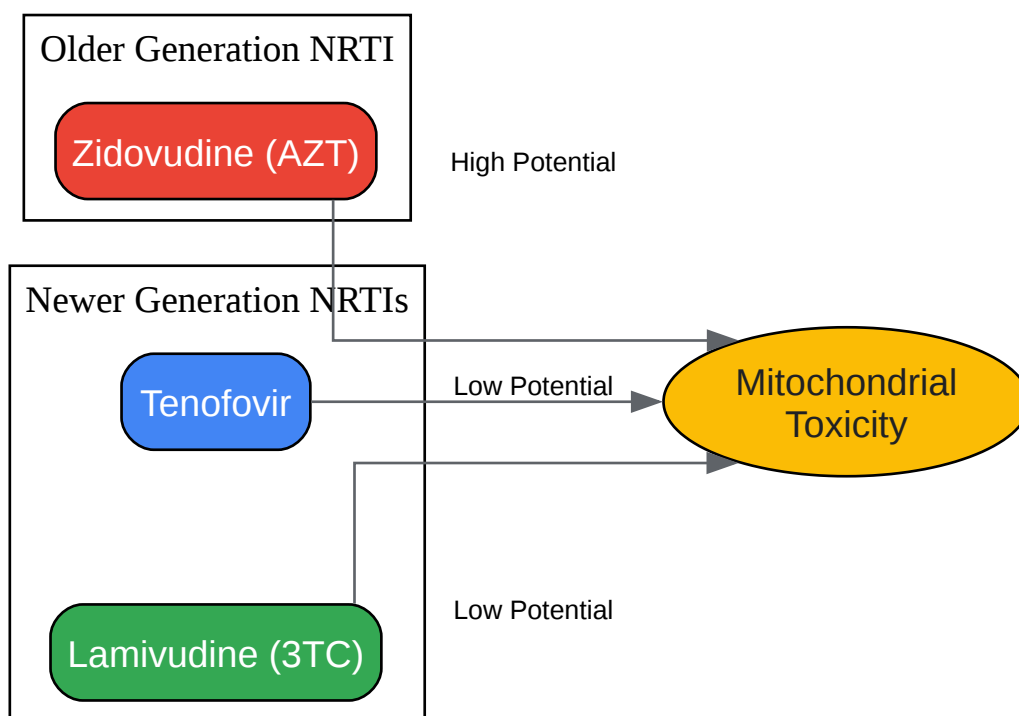 Older Generation NRTI
Zidovudine (AZT)
High Potential
Newer Generation NRTIs
Tenofovir
Low Potential
Mitochondrial
Toxicity
Low Potential
Lamivudine (3TC)